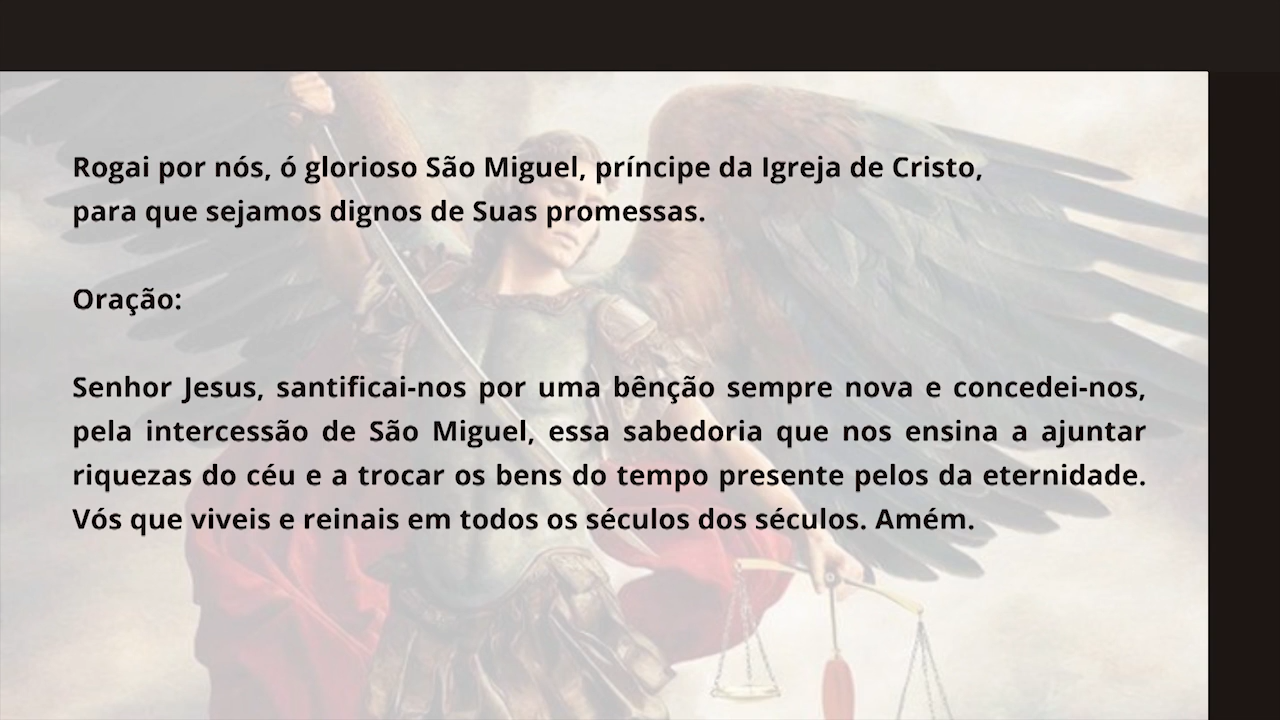 Rogai por nós, ó glorioso São Miguel, príncipe da Igreja de Cristo,
para que sejamos dignos de Suas promessas.
Oração:
Senhor Jesus, santificai-nos por uma bênção sempre nova e concedei-nos,
pela intercessão de São Miguel, essa sabedoria que nos ensina a ajuntar
riquezas do céu e a trocar os bens do tempo presente pelos da eternidade.
Vós que viveis e reinais em todos os séculos dos séculos. Amém.